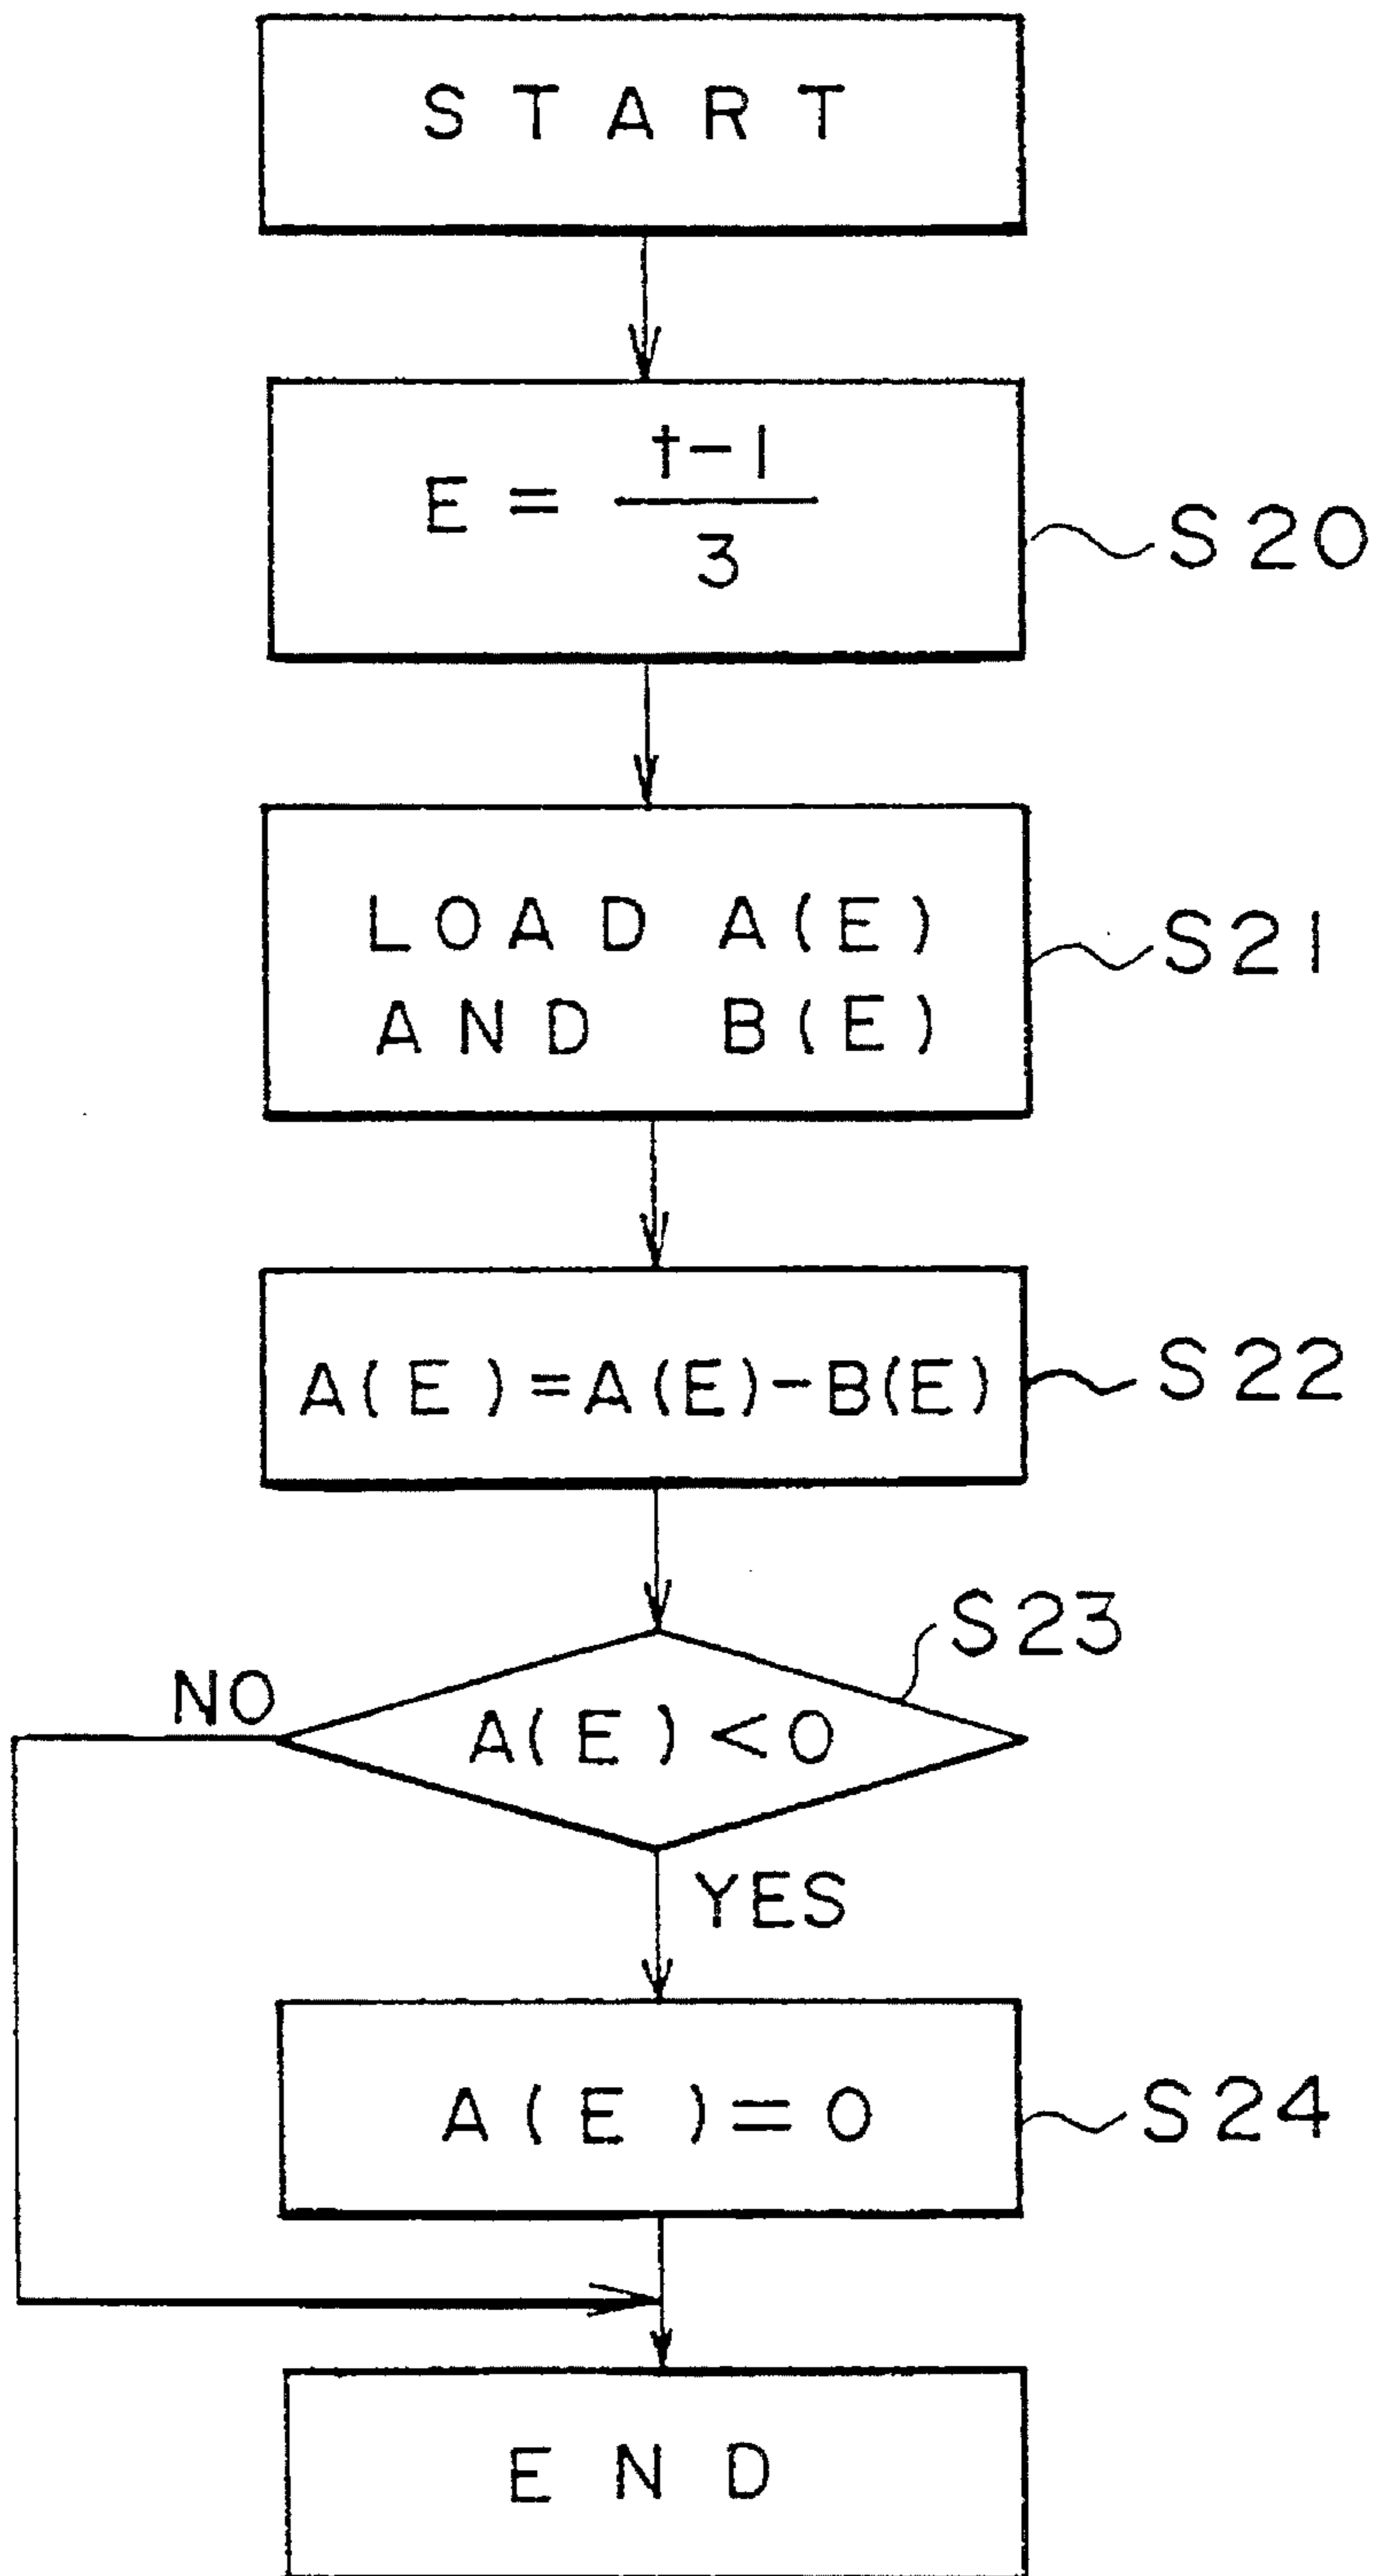 START
E = t-1
3
S20
LOAD A(E)
AND B(E)
S21
A(E)=A(E)-B(E)
S22
S23
NO
A(E)<0
YES
A(E)=0
S24
END